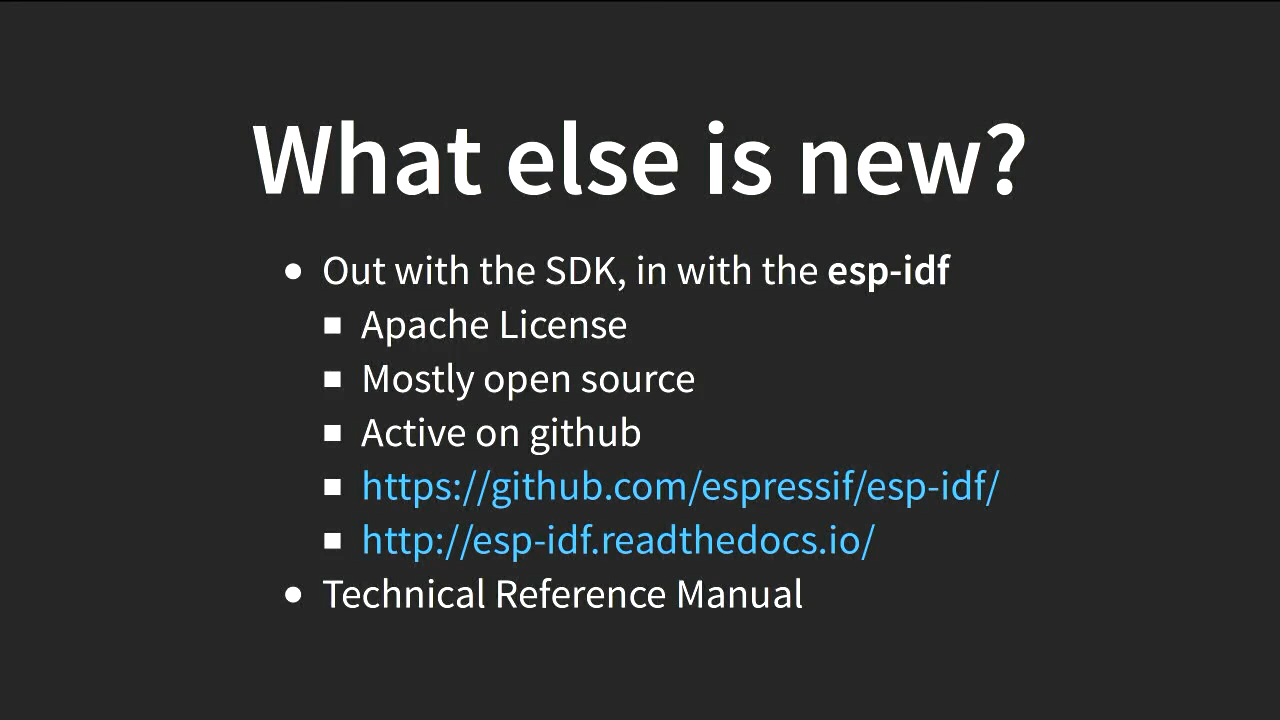 What else is new?
Out with the SDK, in with the esp-idf
Apache License
Mostly open source
Active on github
https://github.com/espressif/esp-idf/
http://esp-idf.readthedocs.io/
Technical Reference Manual